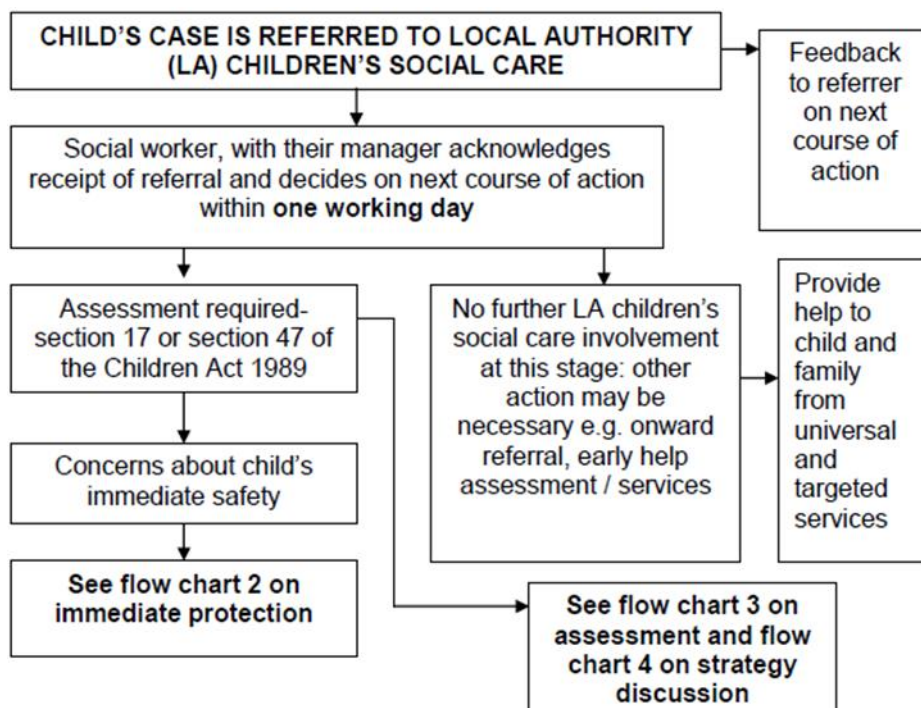 CHILD'S CASE IS REFERRED TO LOCAL AUTHORITY
(LA) CHILDREN'S SOCIAL CARE
Feedback
to referrer
on next
course of
action
Social worker, with their manager acknowledges
receipt of referral and decides on next course of action
within one working day
Assessment required-
section 17 or section 47 of
the Children Act 1989
No further LA children's
social care involvement
at this stage: other
action may be
necessary e.g. onward
referral, early help
assessment / services
Provide
help to
child and
family
from
universal
and
targeted
services
Concerns about child's
immediate safety
See flow chart 2 on
immediate protection
See flow chart 3 on
assessment and flow
chart 4 on strategy
discussion